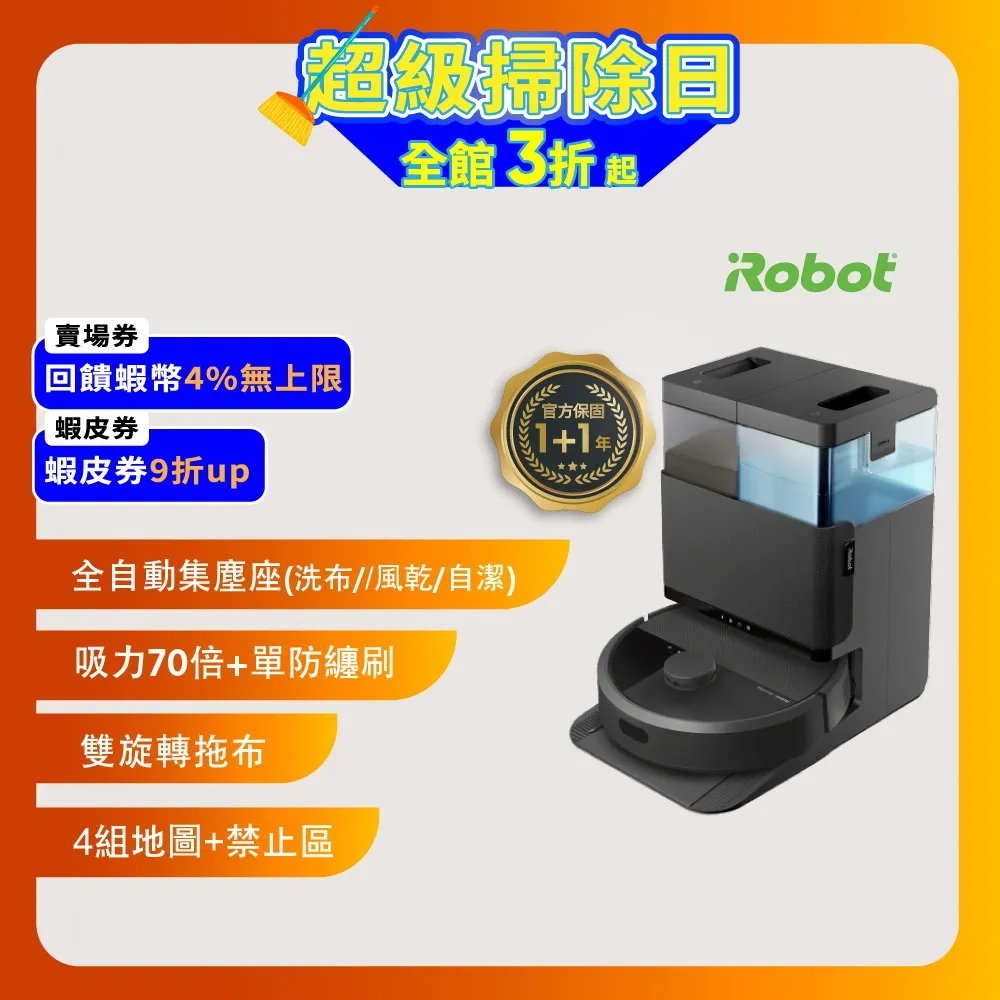 超級掃除日
全館3折起
iRobot
賣場券
回饋蝦幣4%無上限
蝦皮券
蝦皮券9折up
官方保固
1+1年
全自動集塵座(洗布//風乾/自潔)
吸力70倍+單防纏刷
雙旋轉拖布
4組地圖+禁止區
iRobot